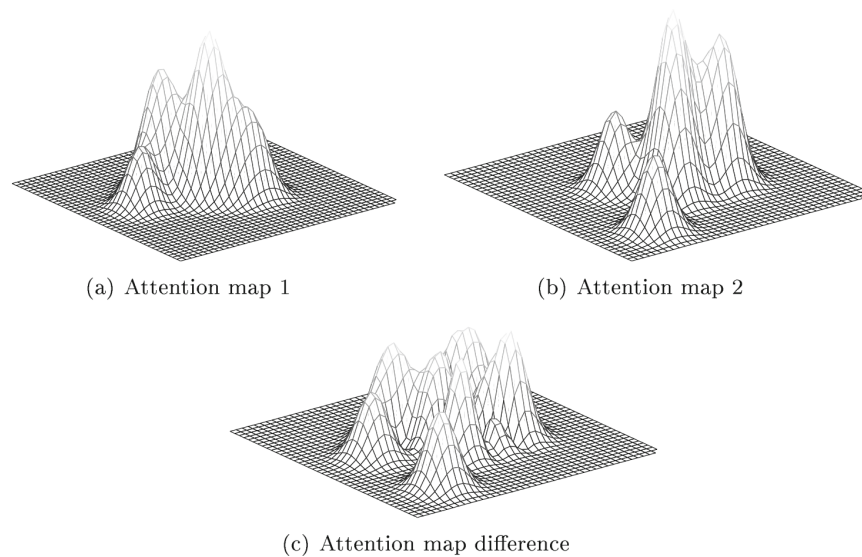 (a) Attention map 1
(b) Attention map 2
(c) Attention map difference